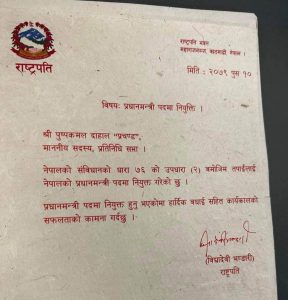 राष्ट्रपति भवन
महाराजगञ्ज, काठमाडौं नेपाल ।
राष्ट्रपति
मिति : २०७९ पुस १०
विषयः प्रधानमन्त्री पदमा नियुक्ति ।
श्री पुष्पकमल दाहाल "प्रचण्ड",
माननीय सदस्य, प्रतिनिधि सभा ।
नेपालको संविधानको धारा ७६ को उपधारा (२) बमोजिम तपाईंलाई
नेपालको प्रधानमन्त्री पदमा नियुक्त गरेको छु ।
प्रधानमन्त्री पदमा नियुक्त हुनु भएकोमा हार्दिक बधाई सहित कार्यकालको
सफलताको कामना गर्दछु ।
(विद्यादेवी भण्डारी)
राष्ट्रपति